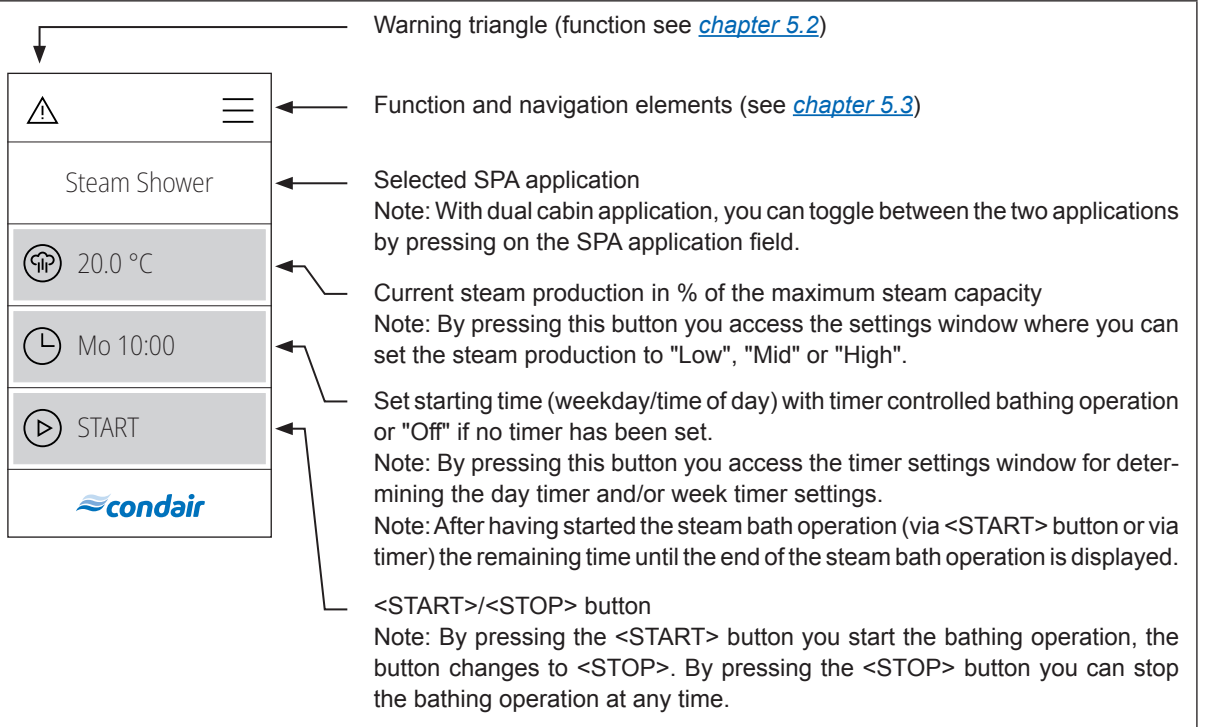 Warning triangle (function see chapter 5.2)
Function and navigation elements (see chapter 5.3)
Steam Shower
Selected SPA application
Note: With dual cabin application, you can toggle between the two applications
by pressing on the SPA application field.
20.0 °C
Current steam production in % of the maximum steam capacity
Note: By pressing this button you access the settings window where you can
set the steam production to "Low", "Mid" or "High".
Mo 10:00
Set starting time (weekday/time of day) with timer controlled bathing operation
or "Off" if no timer has been set.
Note: By pressing this button you access the timer settings window for deter-
mining the day timer and/or week timer settings.
Note: After having started the steam bath operation (via <START> button or via
timer) the remaining time until the end of the steam bath operation is displayed.
START
<START>/<STOP> button
Note: By pressing the <START> button you start the bathing operation, the
button changes to <STOP>. By pressing the <STOP> button you can stop
the bathing operation at any time.
condair